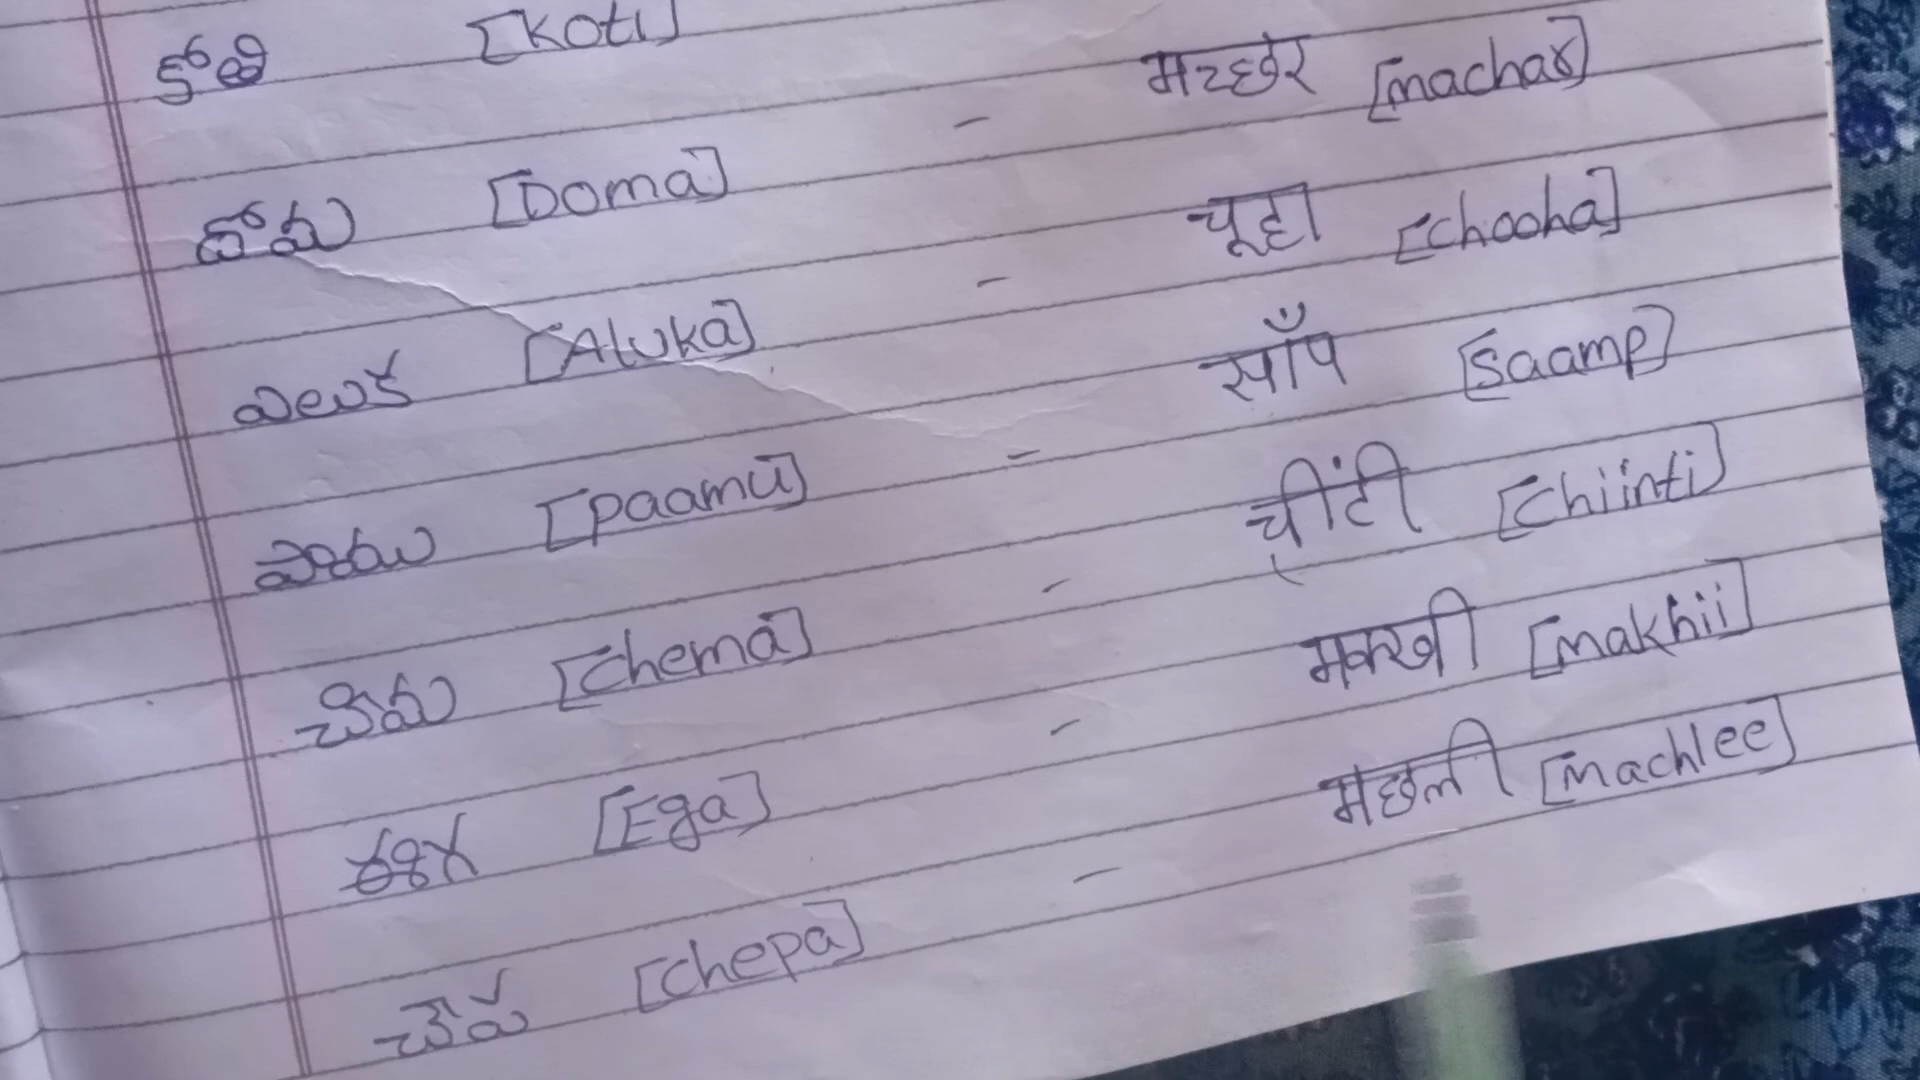 కోతి [Koti]
దోమ [Doma] - मच्छर [machar]
ఎలుక [Aluka] - चूहा [chooha]
పాము [paamu] - साँप [saamp]
చిమ [chema] - चींटी [chiinti]
ఈగ [Ega] - मक्खी [makhii]
చేప [chepa] - मछली [machlee]